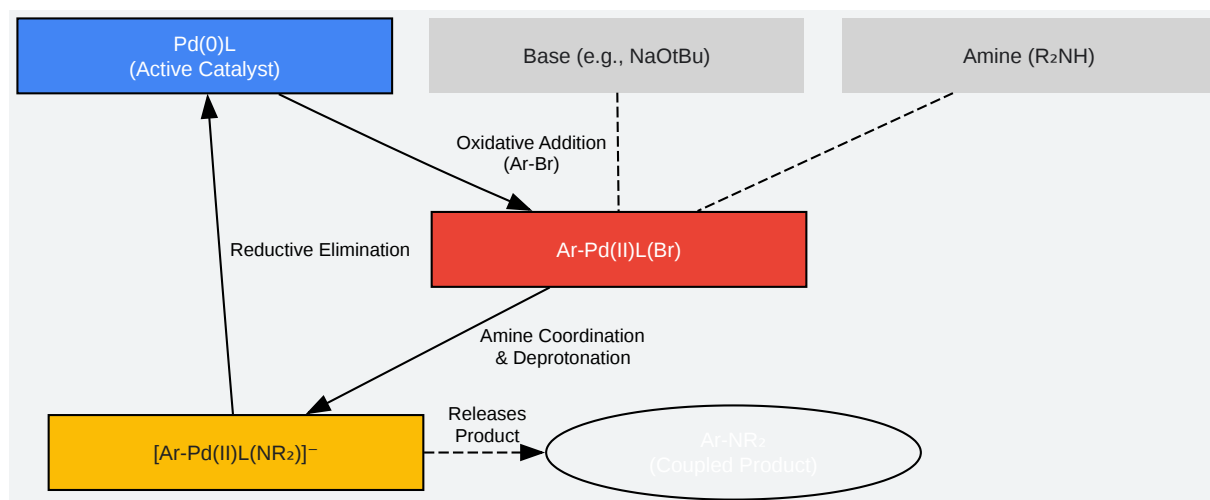 Pd(0)L
(Active Catalyst)
Base (e.g., NaOtBu)
Amine (R₂NH)
Oxidative Addition
(Ar-Br)
Reductive Elimination
Ar-Pd(II)L(Br)
Amine Coordination
& Deprotonation
[Ar-Pd(II)L(NR₂)]⁻
Releases
Product
Ar-NR₂
(Coupled Product)